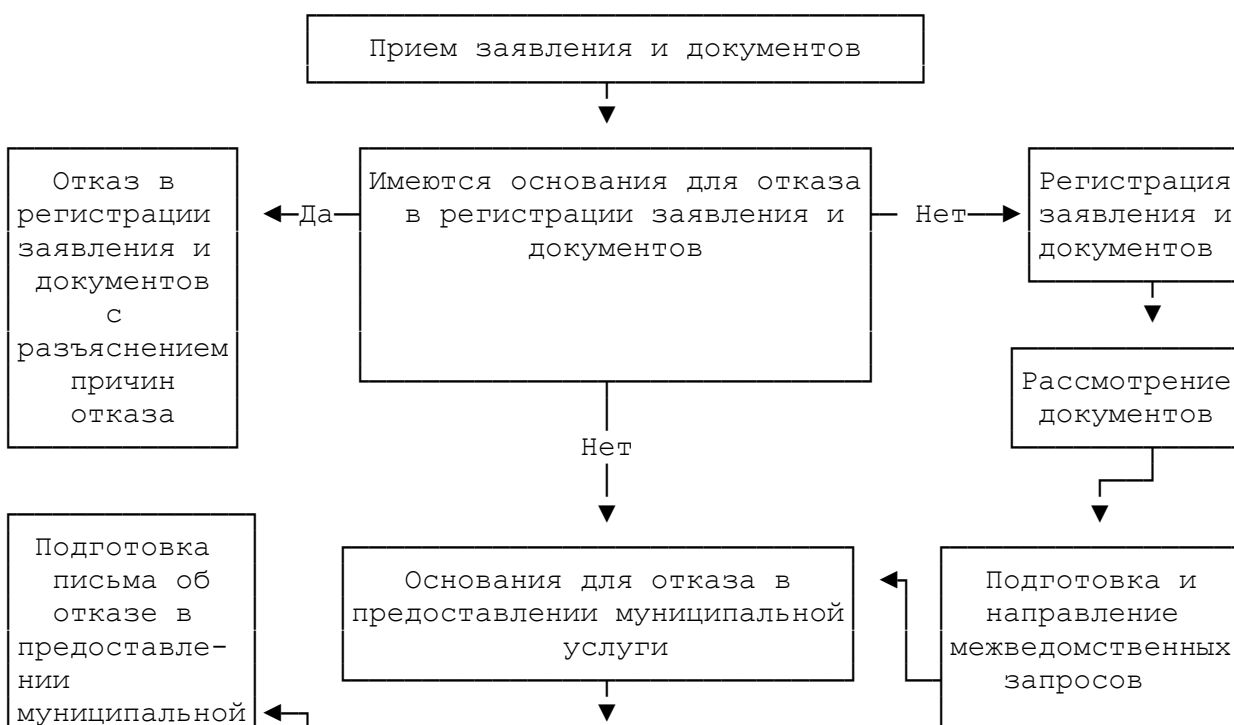 Прием заявления и документов
Отказ в
регистрации
заявления и
документов
с
разъяснением
причин
отказа
Да
Имеются основания для отказа
в регистрации заявления и
документов
Нет
Регистрация
заявления и
документов
Рассмотрение
документов
Нет
Подготовка
письма об
отказе в
предоставле-
нии
муниципальной
Основания для отказа в
предоставлении муниципальной
услуги
Подготовка и
направление
межведомственных
запросов